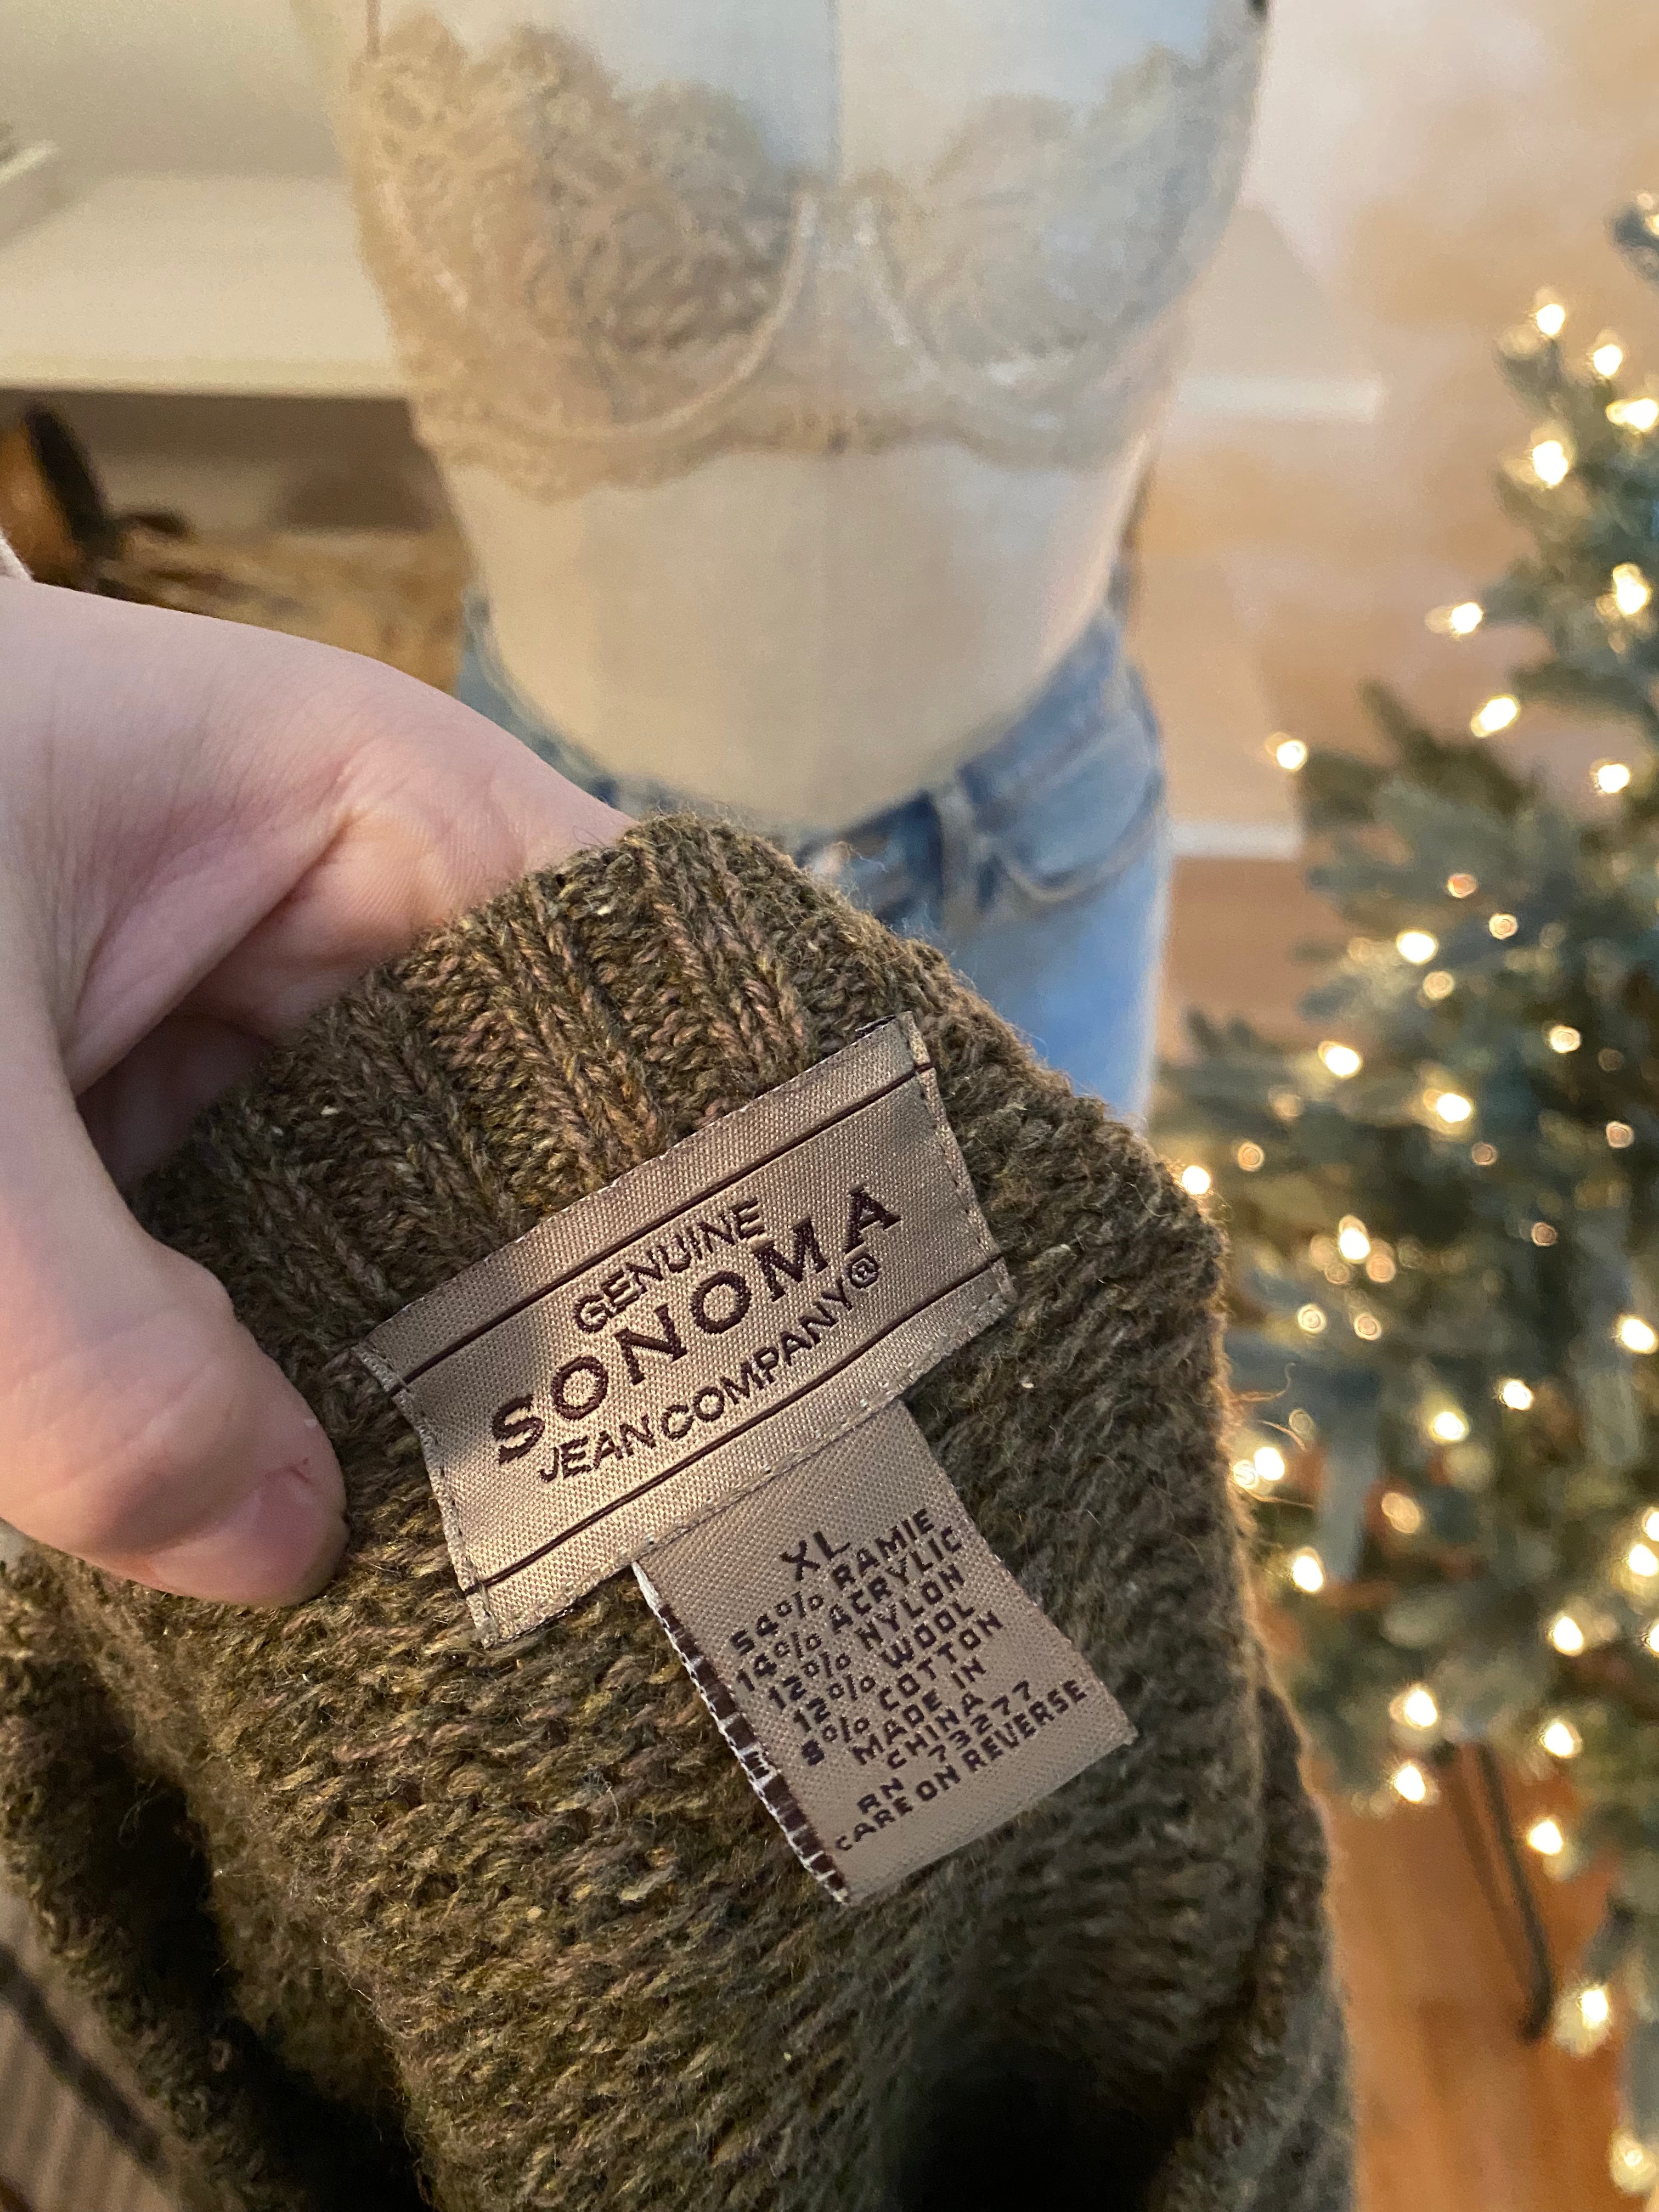 GENUINE
SONOMA
JEAN COMPANY®
XL
54% RAMIE
14% ACRYLIC
12% NYLON
12% WOOL
8% COTTON
MADE IN
CHINA
RN 73277
CARE ON REVERSE